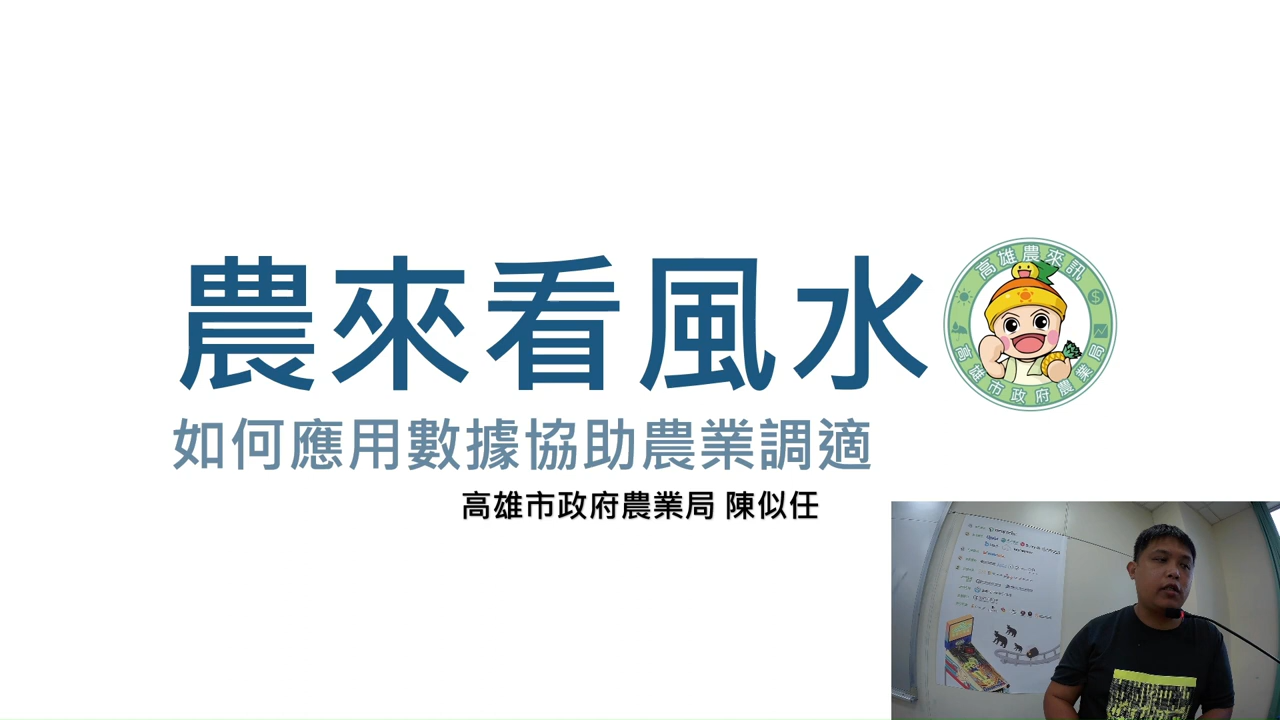 農來看風水
高雄農來訊
高雄市政府農業局
如何應用數據協助農業調適
高雄市政府農業局 陳似任